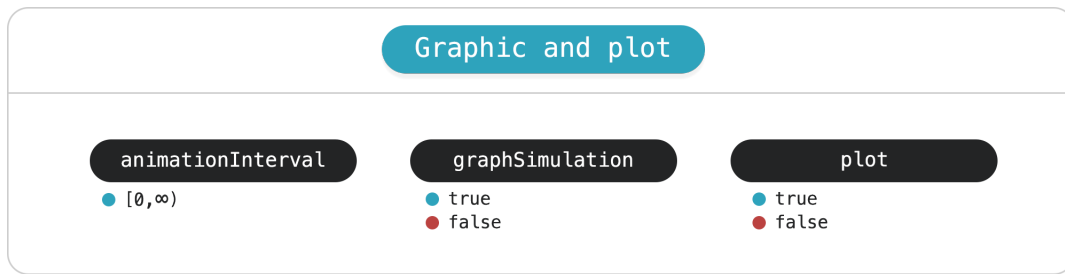 Graphic and plot
animationInterval
[0,∞)
graphSimulation
true
false
plot
true
false